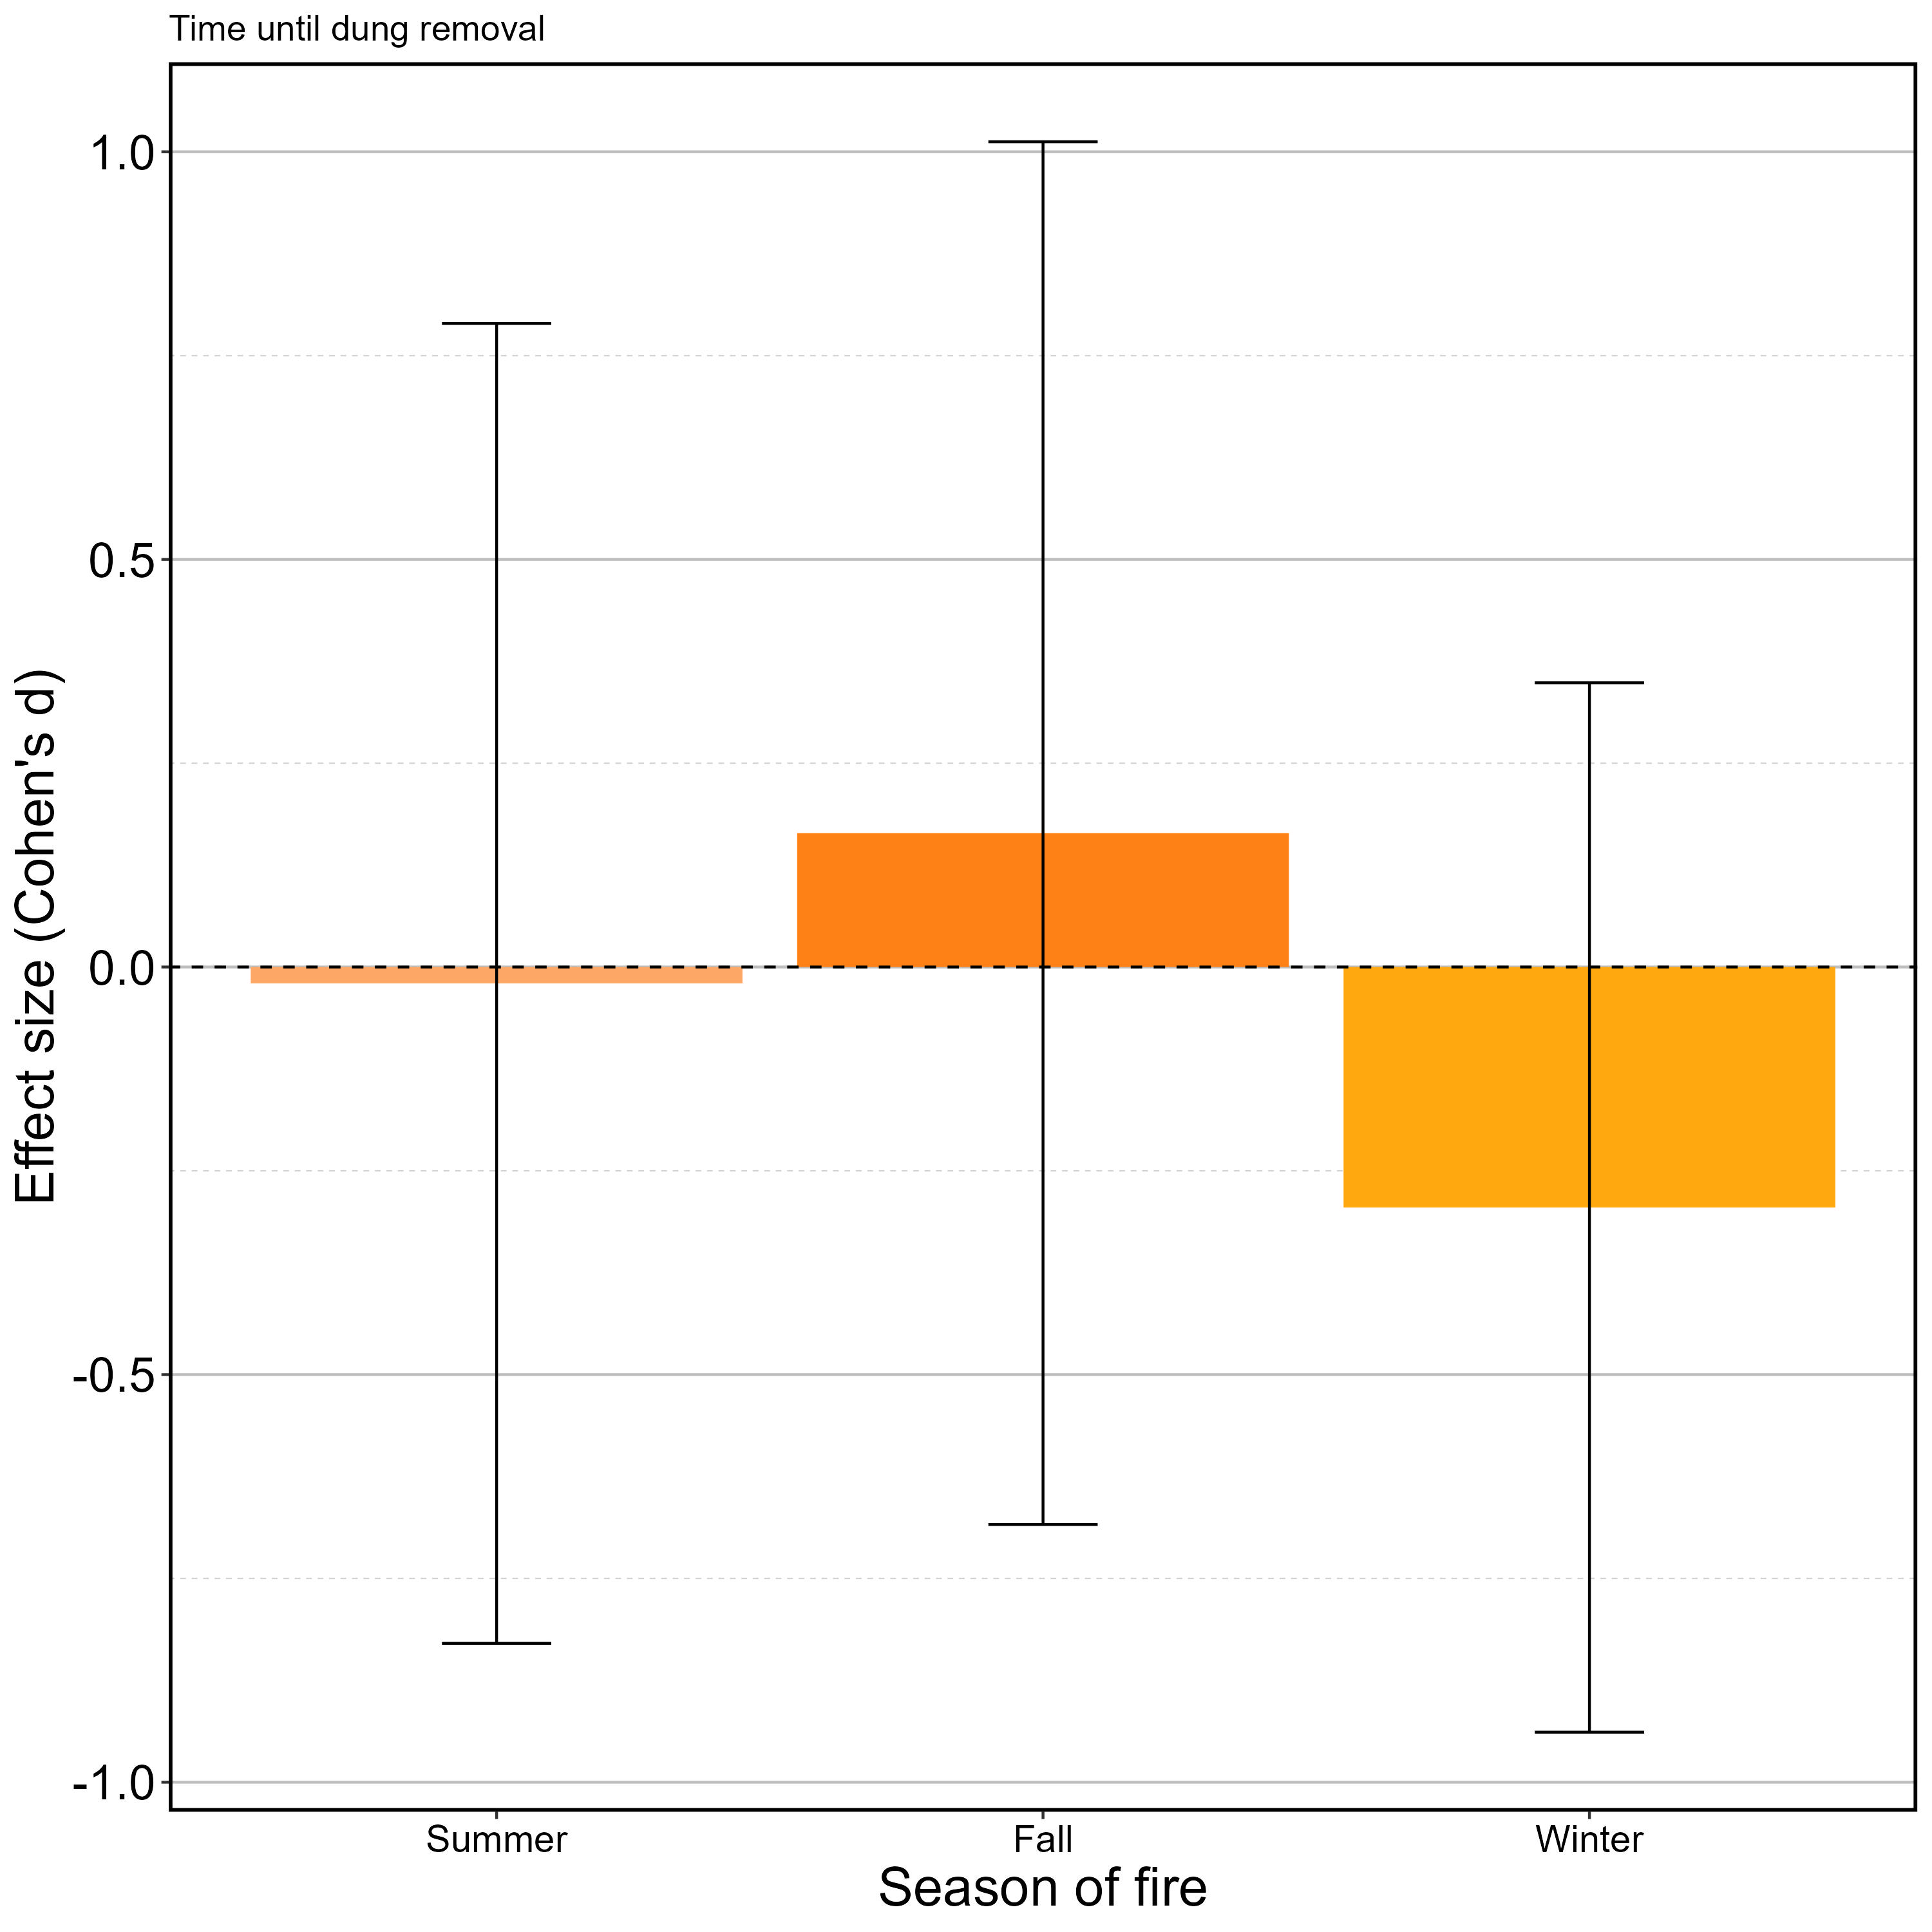 Time until dung removal
Effect size (Cohen's d)
1.0
0.5
0.0
-0.5
-1.0
Summer Fall Winter
Season of fire